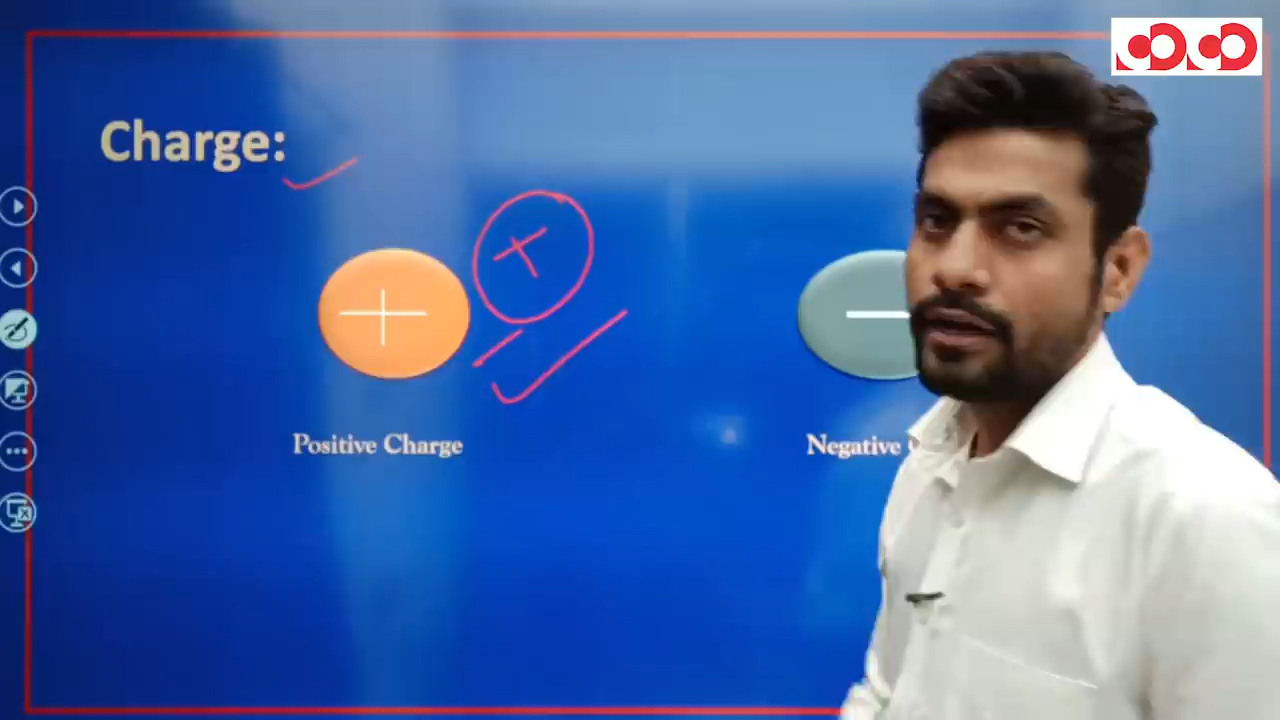 Charge:
+
+
−
Positive Charge
Negative